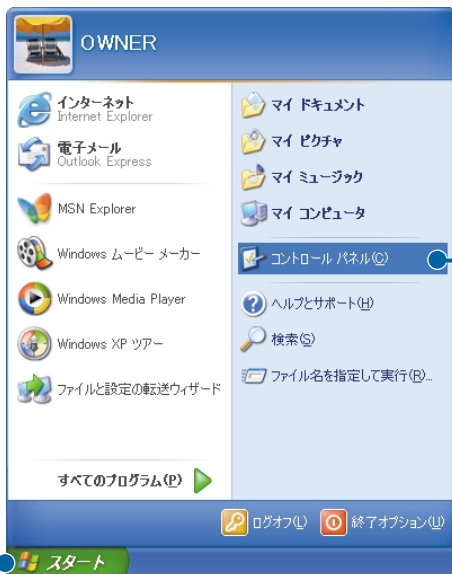 OWNER
インターネット
Internet Explorer
電子メール
Outlook Express
MSN Explorer
Windows ムービー メーカー
Windows Media Player
Windows XP ツアー
ファイルと設定の転送ウィザード
すべてのプログラム(P)
マイ ドキュメント
マイ ピクチャ
マイ ミュージック
マイ コンピュータ
コントロール パネル(C)
ヘルプとサポート(H)
検索(S)
ファイル名を指定して実行(R)...
ログオフ(L)
終了オプション(U)
スタート